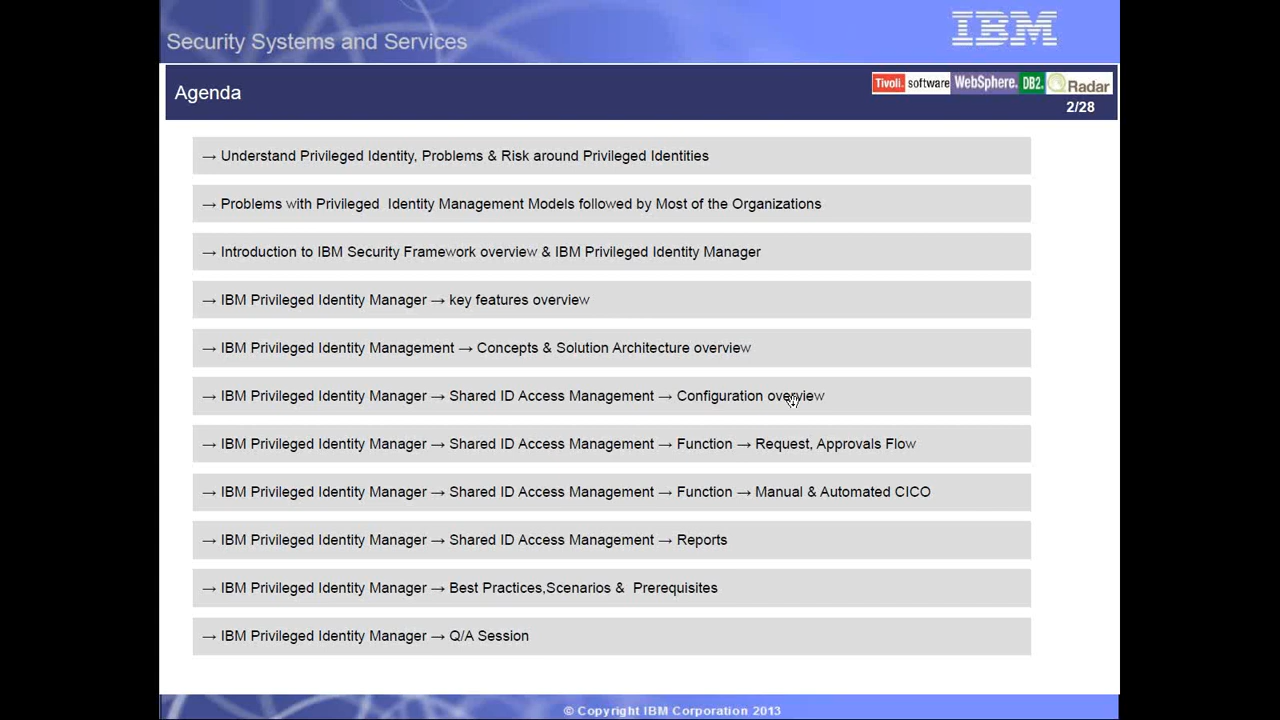 Security Systems and Services
IBM
Agenda
Tivoli. software WebSphere. DB2. Radar
2/28
→ Understand Privileged Identity, Problems & Risk around Privileged Identities
→ Problems with Privileged  Identity Management Models followed by Most of the Organizations
→ Introduction to IBM Security Framework overview & IBM Privileged Identity Manager
→ IBM Privileged Identity Manager → key features overview
→ IBM Privileged Identity Management → Concepts & Solution Architecture overview
→ IBM Privileged Identity Manager → Shared ID Access Management → Configuration overview
→ IBM Privileged Identity Manager → Shared ID Access Management → Function → Request, Approvals Flow
→ IBM Privileged Identity Manager → Shared ID Access Management → Function → Manual & Automated CICO
→ IBM Privileged Identity Manager → Shared ID Access Management → Reports
→ IBM Privileged Identity Manager → Best Practices,Scenarios &  Prerequisites
→ IBM Privileged Identity Manager → Q/A Session
© Copyright IBM Corporation 2013